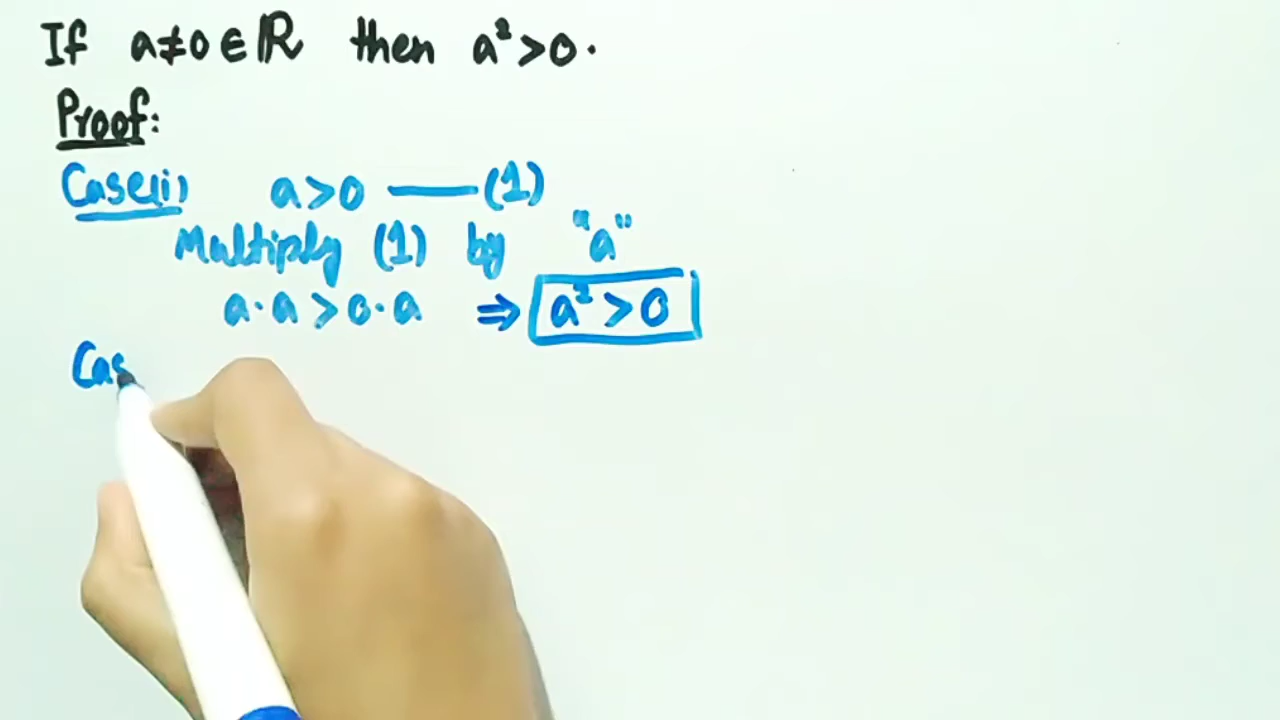 If a≠0∈ℝ then a²>0.
Proof:
Case(i) a>0 —(1)
Multiply (1) by "a"
a·a>0·a ⇒ a²>0
Cas